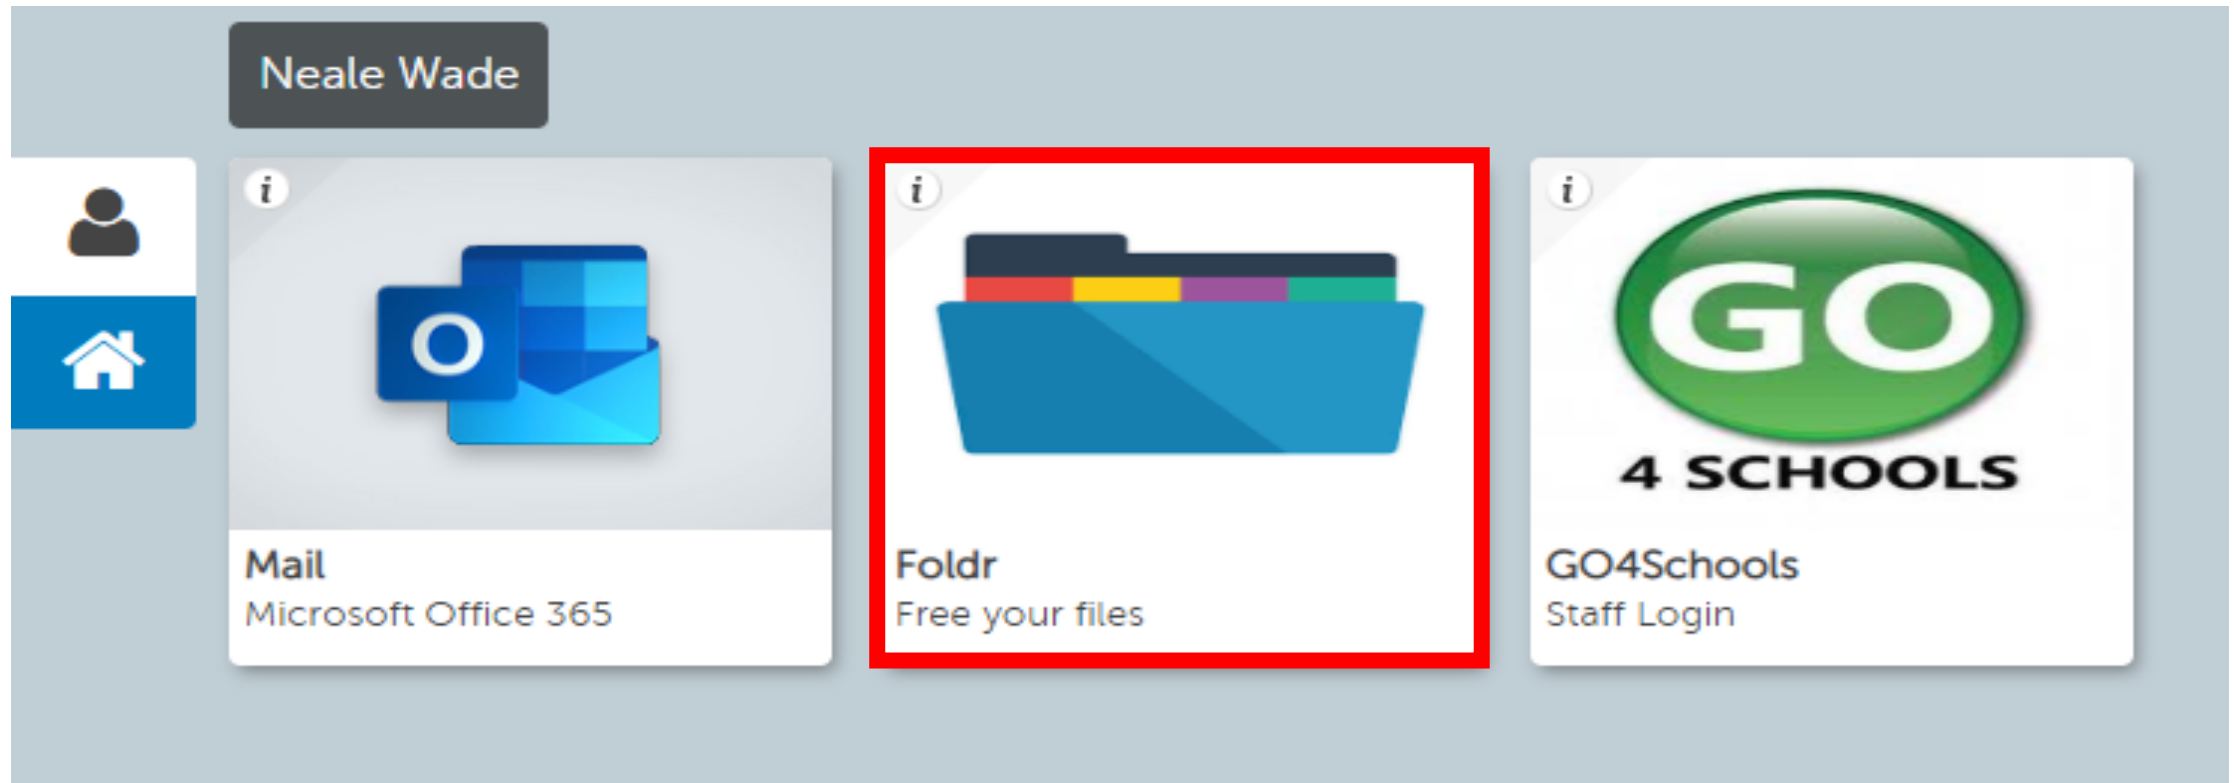 Neale Wade
i
i
i
O
GO
4 SCHOOLS
Mail
Microsoft Office 365
Foldr
Free your files
GO4Schools
Staff Login